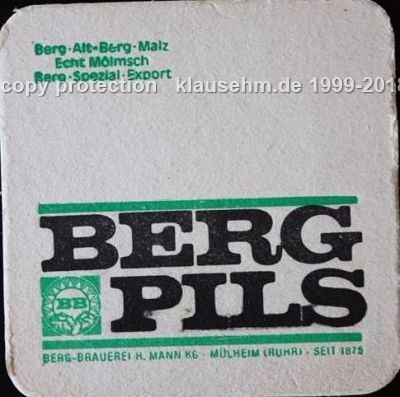 Berg·Alt·Berg·Malz
Echt Mölmsch
Berg·Spezial·Export
copy protection klausehm.de 1999-2018
BERG
BB
PILS
BERG-BRAUEREI H. MANN KG · MÜLHEIM (RUHR) · SEIT 1875